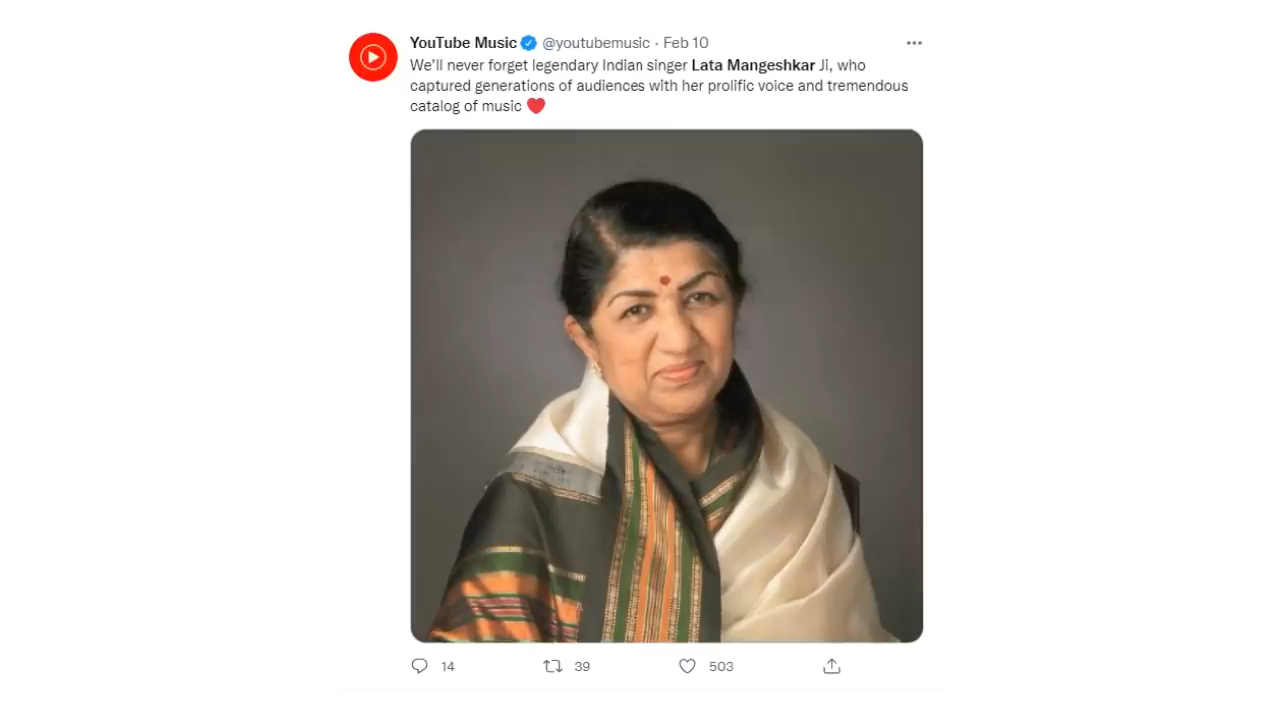 YouTube Music @youtubemusic · Feb 10
We'll never forget legendary Indian singer Lata Mangeshkar Ji, who
captured generations of audiences with her prolific voice and tremendous
catalog of music ❤️
14 39 503